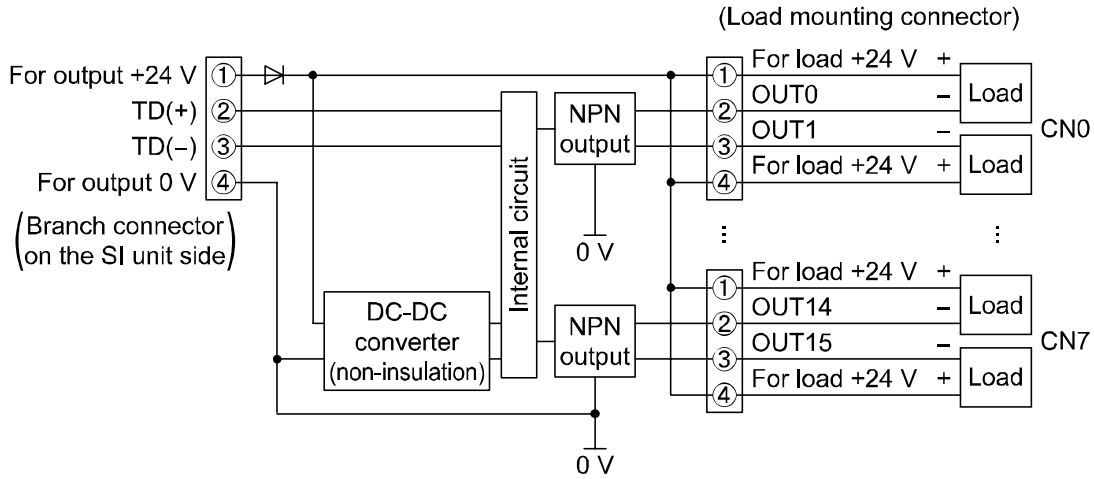 (Load mounting connector)
For output +24 V ①
TD(+) ②
TD(−) ③
For output 0 V ④
(Branch connector
on the SI unit side)
Internal circuit
DC-DC
converter
(non-insulation)
NPN
output
0 V
NPN
output
0 V
① For load +24 V +
② OUT0 −
Load
③ OUT1 −
④ For load +24 V +
Load
CN0
① For load +24 V +
② OUT14 −
Load
③ OUT15 −
④ For load +24 V +
Load
CN7